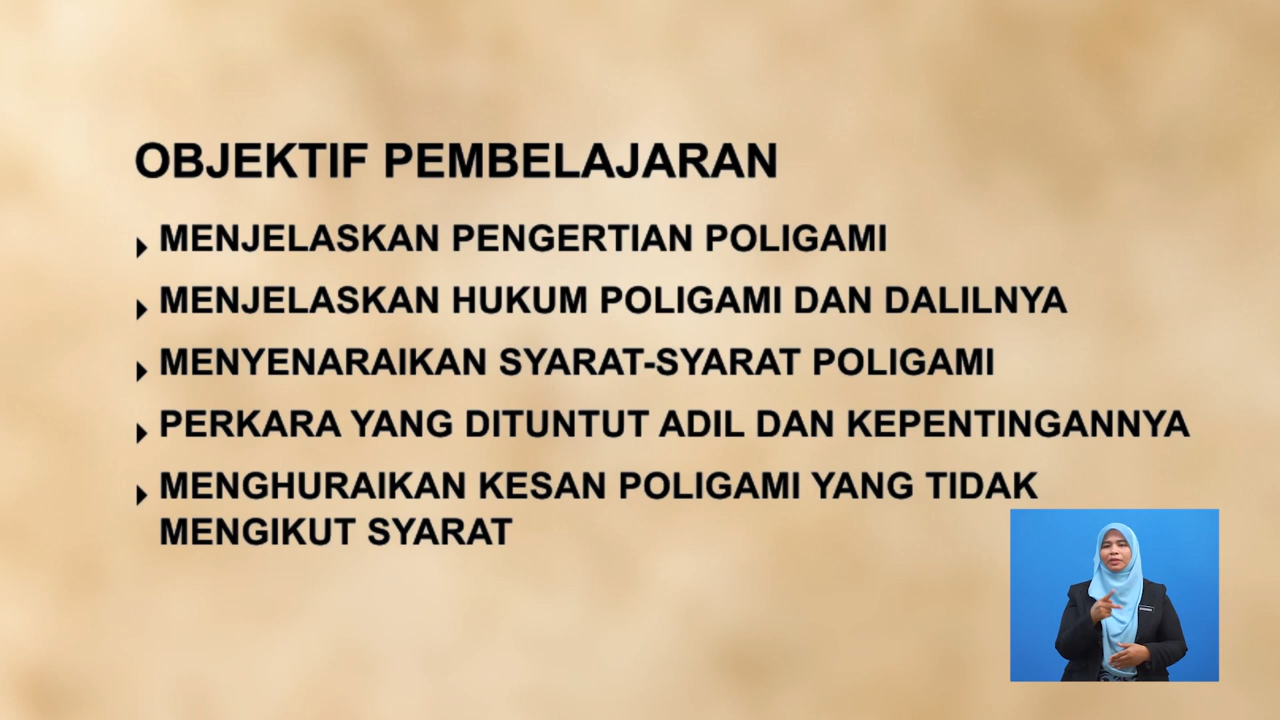 OBJEKTIF PEMBELAJARAN
MENJELASKAN PENGERTIAN POLIGAMI
MENJELASKAN HUKUM POLIGAMI DAN DALILNYA
MENYENARAIKAN SYARAT-SYARAT POLIGAMI
PERKARA YANG DITUNTUT ADIL DAN KEPENTINGANNYA
MENGHURAIKAN KESAN POLIGAMI YANG TIDAK
MENGIKUT SYARAT